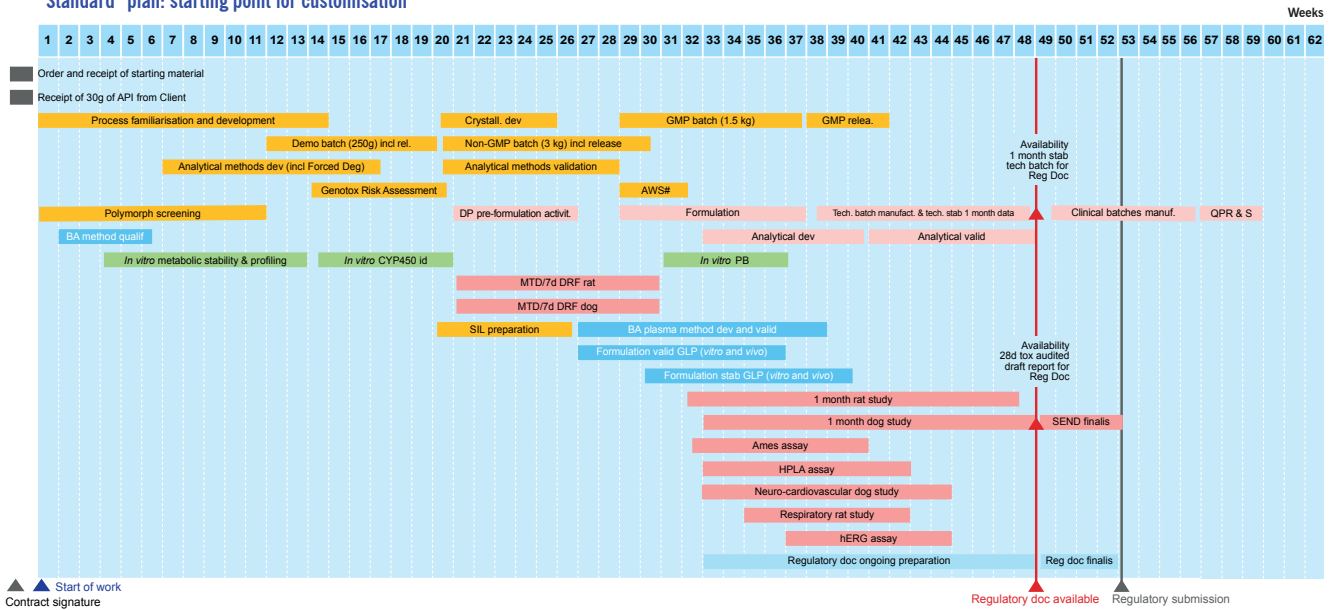 "Standard" plan: starting point for customisation
Weeks
1 2 3 4 5 6 7 8 9 10 11 12 13 14 15 16 17 18 19 20 21 22 23 24 25 26 27 28 29 30 31 32 33 34 35 36 37 38 39 40 41 42 43 44 45 46 47 48 49 50 51 52 53 54 55 56 57 58 59 60 61 62
Order and receipt of starting material
Receipt of 30g of API from Client
Process familiarisation and development
Crystall. dev
GMP batch (1.5 kg)
GMP relea.
Demo batch (250g) incl rel.
Non-GMP batch (3 kg) incl release
Availability
1 month stab
tech batch for
Reg Doc
Analytical methods dev (incl Forced Deg)
Analytical methods validation
Genotox Risk Assessment
AWS#
Polymorph screening
DP pre-formulation activit.
Formulation
Tech. batch manufact. & tech. stab 1 month data
Clinical batches manuf.
QPR & S
BA method qualif
Analytical dev
Analytical valid
In vitro metabolic stability & profiling
In vitro CYP450 id
In vitro PB
MTD/7d DRF rat
MTD/7d DRF dog
SIL preparation
BA plasma method dev and valid
Formulation valid GLP (vitro and vivo)
Availability
28d tox audited
draft report for
Reg Doc
Formulation stab GLP (vitro and vivo)
1 month rat study
1 month dog study
SEND finalis
Ames assay
HPLA assay
Neuro-cardiovascular dog study
Respiratory rat study
hERG assay
Regulatory doc ongoing preparation
Reg doc finalis
Start of work
Contract signature
Regulatory doc available
Regulatory submission